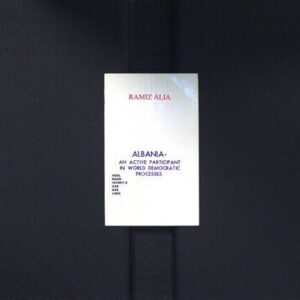 RAMIZ ALIA
ALBANIA-
AN ACTIVE PARTICIPANT
IN WORLD DEMOCRATIC
PROCESSES